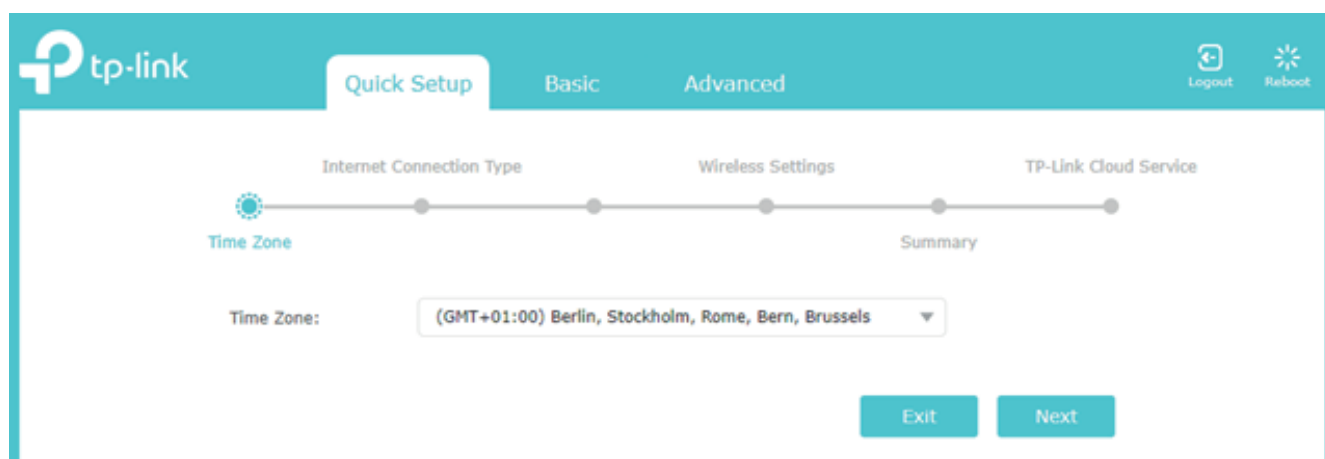 tp-link
Quick Setup Basic Advanced Logout Reboot
Internet Connection Type Wireless Settings TP-Link Cloud Service
Time Zone Summary
Time Zone: (GMT+01:00) Berlin, Stockholm, Rome, Bern, Brussels
Exit Next